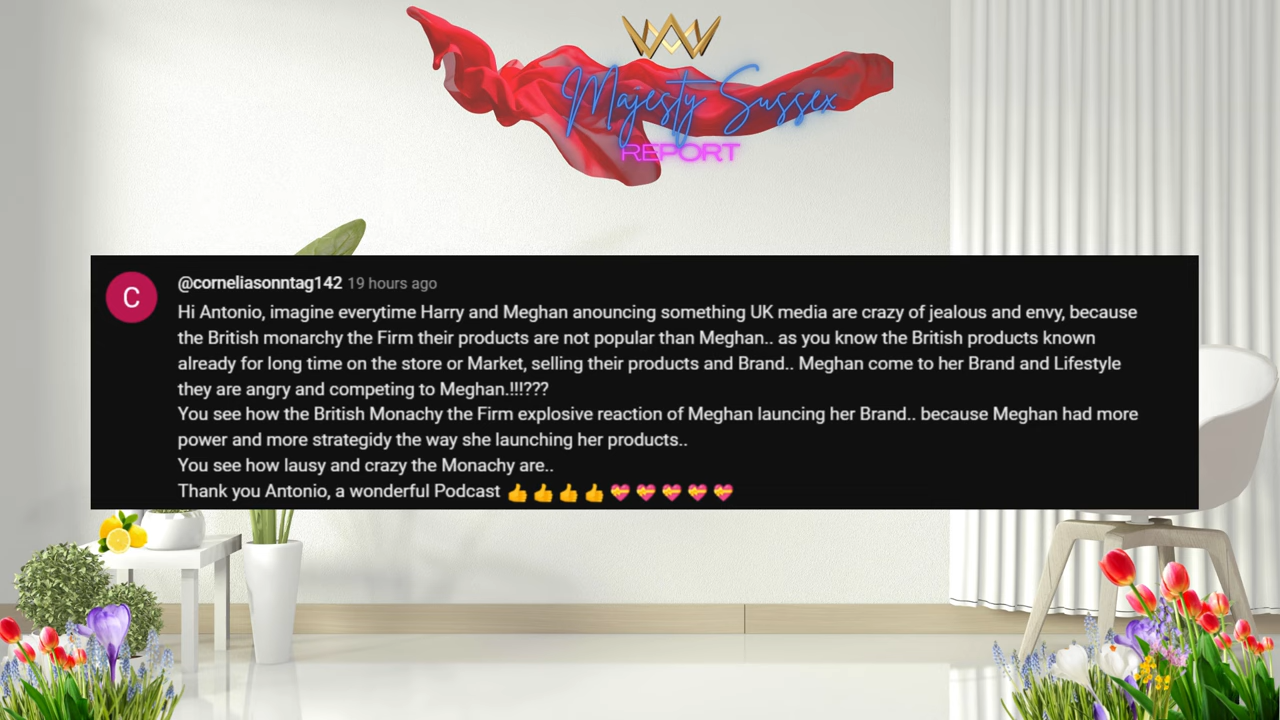 Majesty Sussex
REPORT
C
@corneliasonntag142 19 hours ago
Hi Antonio, imagine everytime Harry and Meghan anouncing something UK media are crazy of jealous and envy, because
the British monarchy the Firm their products are not popular than Meghan.. as you know the British products known
already for long time on the store or Market, selling their products and Brand.. Meghan come to her Brand and Lifestyle
they are angry and competing to Meghan.!!!???
You see how the British Monachy the Firm explosive reaction of Meghan launcing her Brand.. because Meghan had more
power and more strategidy the way she launching her products..
You see how lausy and crazy the Monachy are..
Thank you Antonio, a wonderful Podcast 👍👍👍👍💝💝💝💝💝